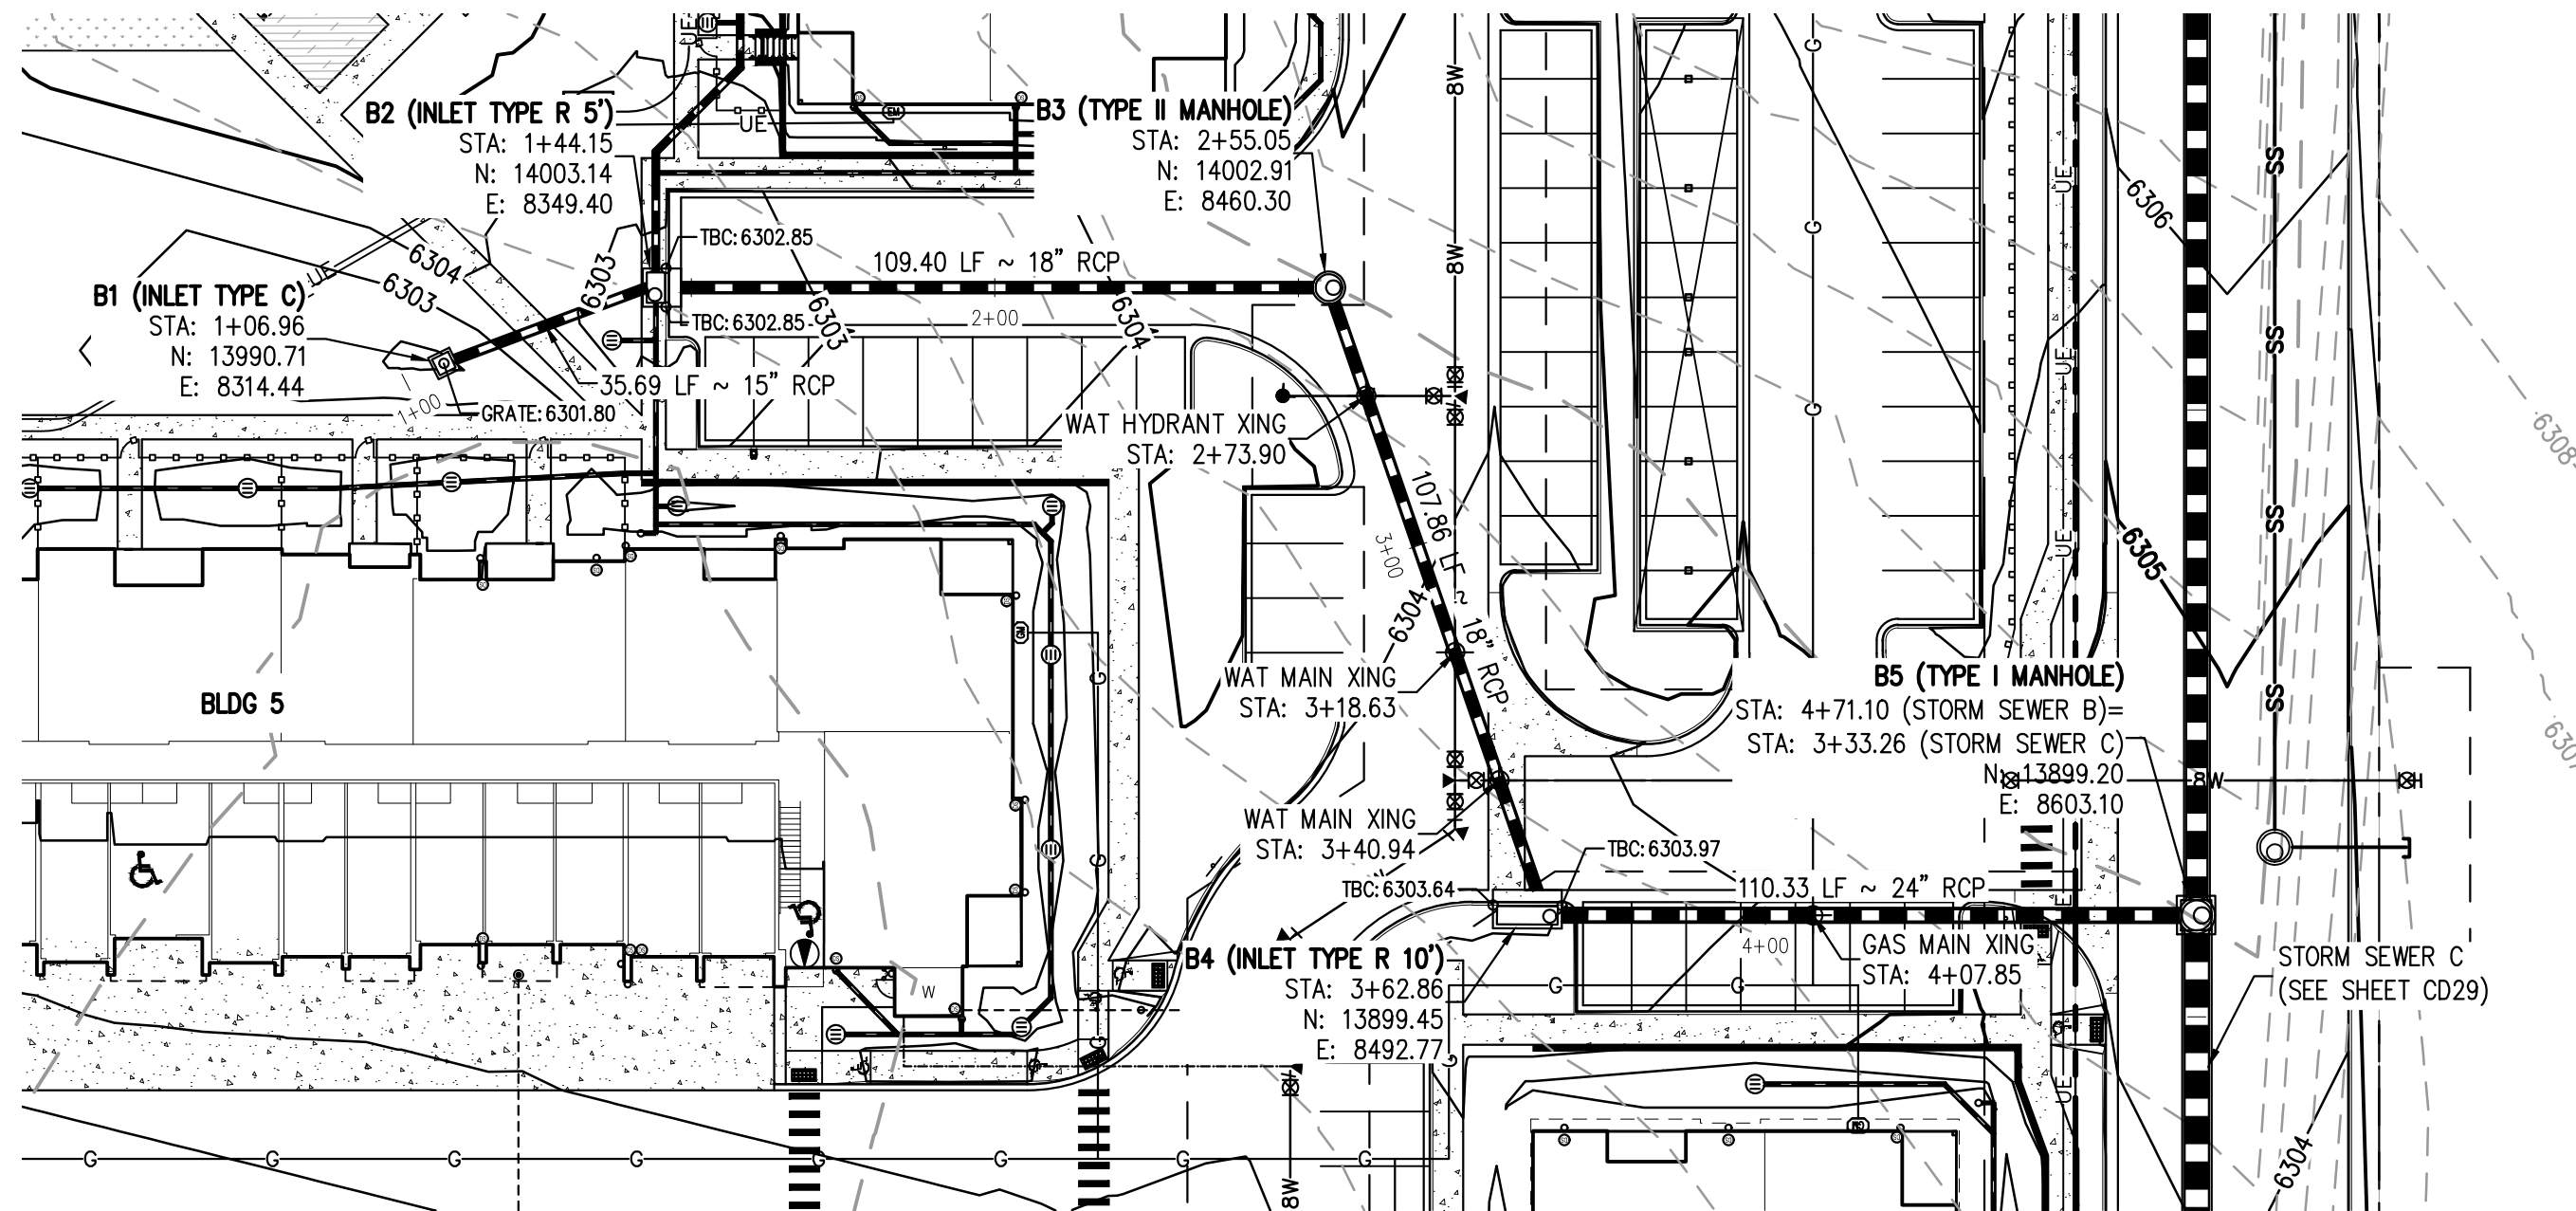 B2 (INLET TYPE R 5')
STA: 1+44.15
N: 14003.14
E: 8349.40
UE
EM
B3 (TYPE II MANHOLE)
STA: 2+55.05
N: 14002.91
E: 8460.30
G
8W
UE
SS
6306
TBC: 6302.85
109.40 LF ~ 18" RCP
8W
G
6304
6303
6303
UE
B1 (INLET TYPE C)
STA: 1+06.96
N: 13990.71
E: 8314.44
TBC: 6302.85
6303
2+00
6304
UE
SS
35.69 LF ~ 15" RCP
1+00
GRATE: 6301.80
WAT HYDRANT XING
STA: 2+73.90
G
6308
107.86 LF ~ 18" RCP
3+00
6304
UE
SS
6305
GM
G
WAT MAIN XING
STA: 3+18.63
BLDG 5
B5 (TYPE I MANHOLE)
STA: 4+71.10 (STORM SEWER B)=
STA: 3+33.26 (STORM SEWER C)
N: 13899.20
E: 8603.10
SS
6307
8W
WAT MAIN XING
STA: 3+40.94
G
TBC: 6303.97
TBC: 6303.64
110.33 LF ~ 24" RCP
UE
4+00
GAS MAIN XING
STA: 4+07.85
B4 (INLET TYPE R 10')
STA: 3+62.86
N: 13899.45
E: 8492.77
STORM SEWER C
(SEE SHEET CD29)
W
G
G
G
G
G
UE
G
G
G
G
G
G
G
G
8W
6304